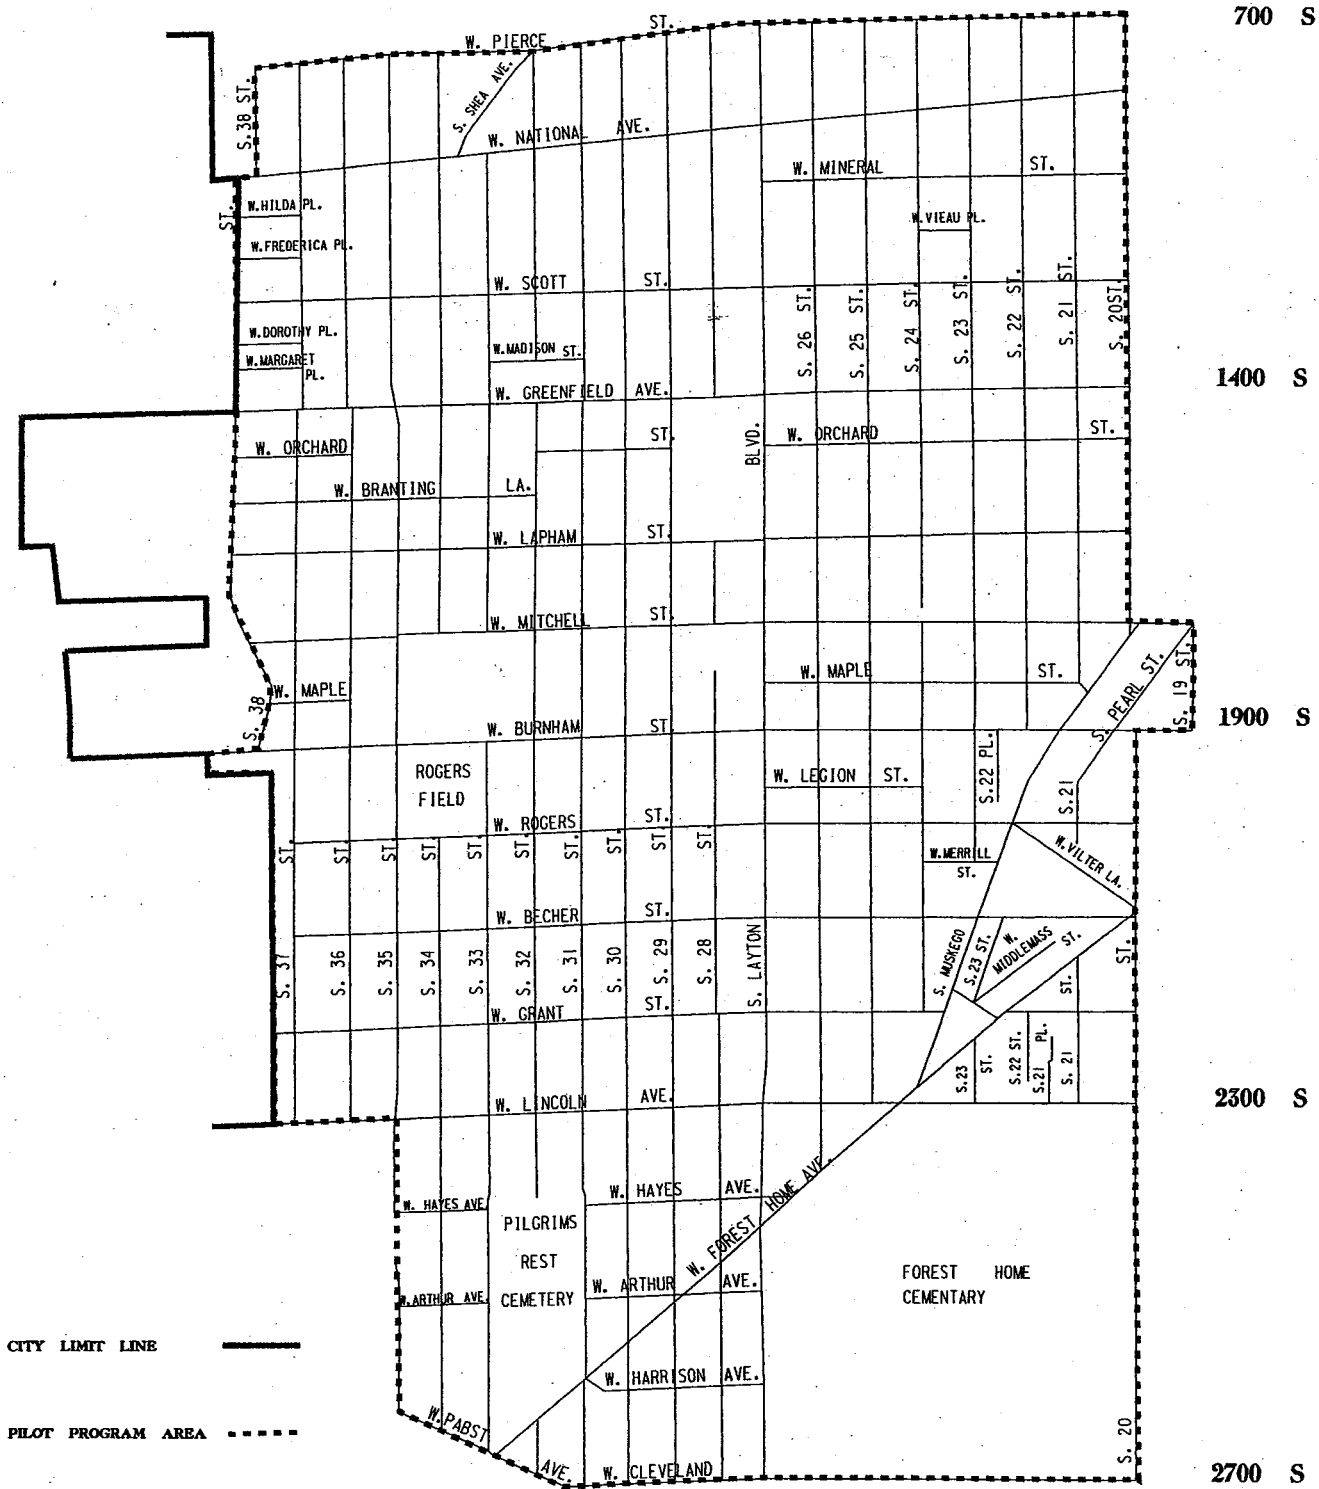 700 S
W. PIERCE ST.
S. 38 ST.
S. SHEA AVE.
W. NATIONAL AVE.
W. MINERAL ST.
ST.
W. HILDA PL.
W. VIEAU PL.
W. FREDERICA PL.
W. SCOTT ST.
S. 26 ST.
S. 25 ST.
S. 24 ST.
S. 23 ST.
S. 22 ST.
S. 21 ST.
S. 20 ST.
W. DOROTHY PL.
W. MADISON ST.
W. MARGARET
PL.
1400 S
W. GREENFIELD AVE.
W. ORCHARD ST.
BLVD.
W. ORCHARD ST.
W. BRANTING LA.
W. LAPHAM ST.
W. MITCHELL ST.
W. MAPLE
W. MAPLE ST.
S. PEARL ST.
S. 19 ST.
S. 38
1900 S
W. BURNHAM ST.
ROGERS
FIELD
W. LEGION ST.
S. 22 PL.
S. 21
W. ROGERS ST.
ST.
ST.
ST.
ST.
ST.
ST.
ST.
ST.
ST.
ST.
W. MERRILL
ST.
W. VILTER LA.
W. BECHER ST.
S. 37
S. 36
S. 35
S. 34
S. 33
S. 32
S. 31
S. 30
S. 29
S. 28
S. LAYTON
S. MUSKEGO
S. 23 ST.
W.
MIDDLEMASS ST.
ST.
ST.
W. GRANT ST.
S. 23
ST.
S. 22 ST.
S. 21 PL.
S. 21
W. LINCOLN AVE.
2300 S
W. HAYES AVE.
W. HAYES AVE.
W. FOREST HOME AVE.
PILGRIMS
REST
CEMETERY
W. ARTHUR AVE.
W. ARTHUR AVE.
FOREST HOME
CEMENTARY
CITY LIMIT LINE
W. HARRISON AVE.
PILOT PROGRAM AREA
W. PABST AVE.
W. CLEVELAND
S. 20
2700 S